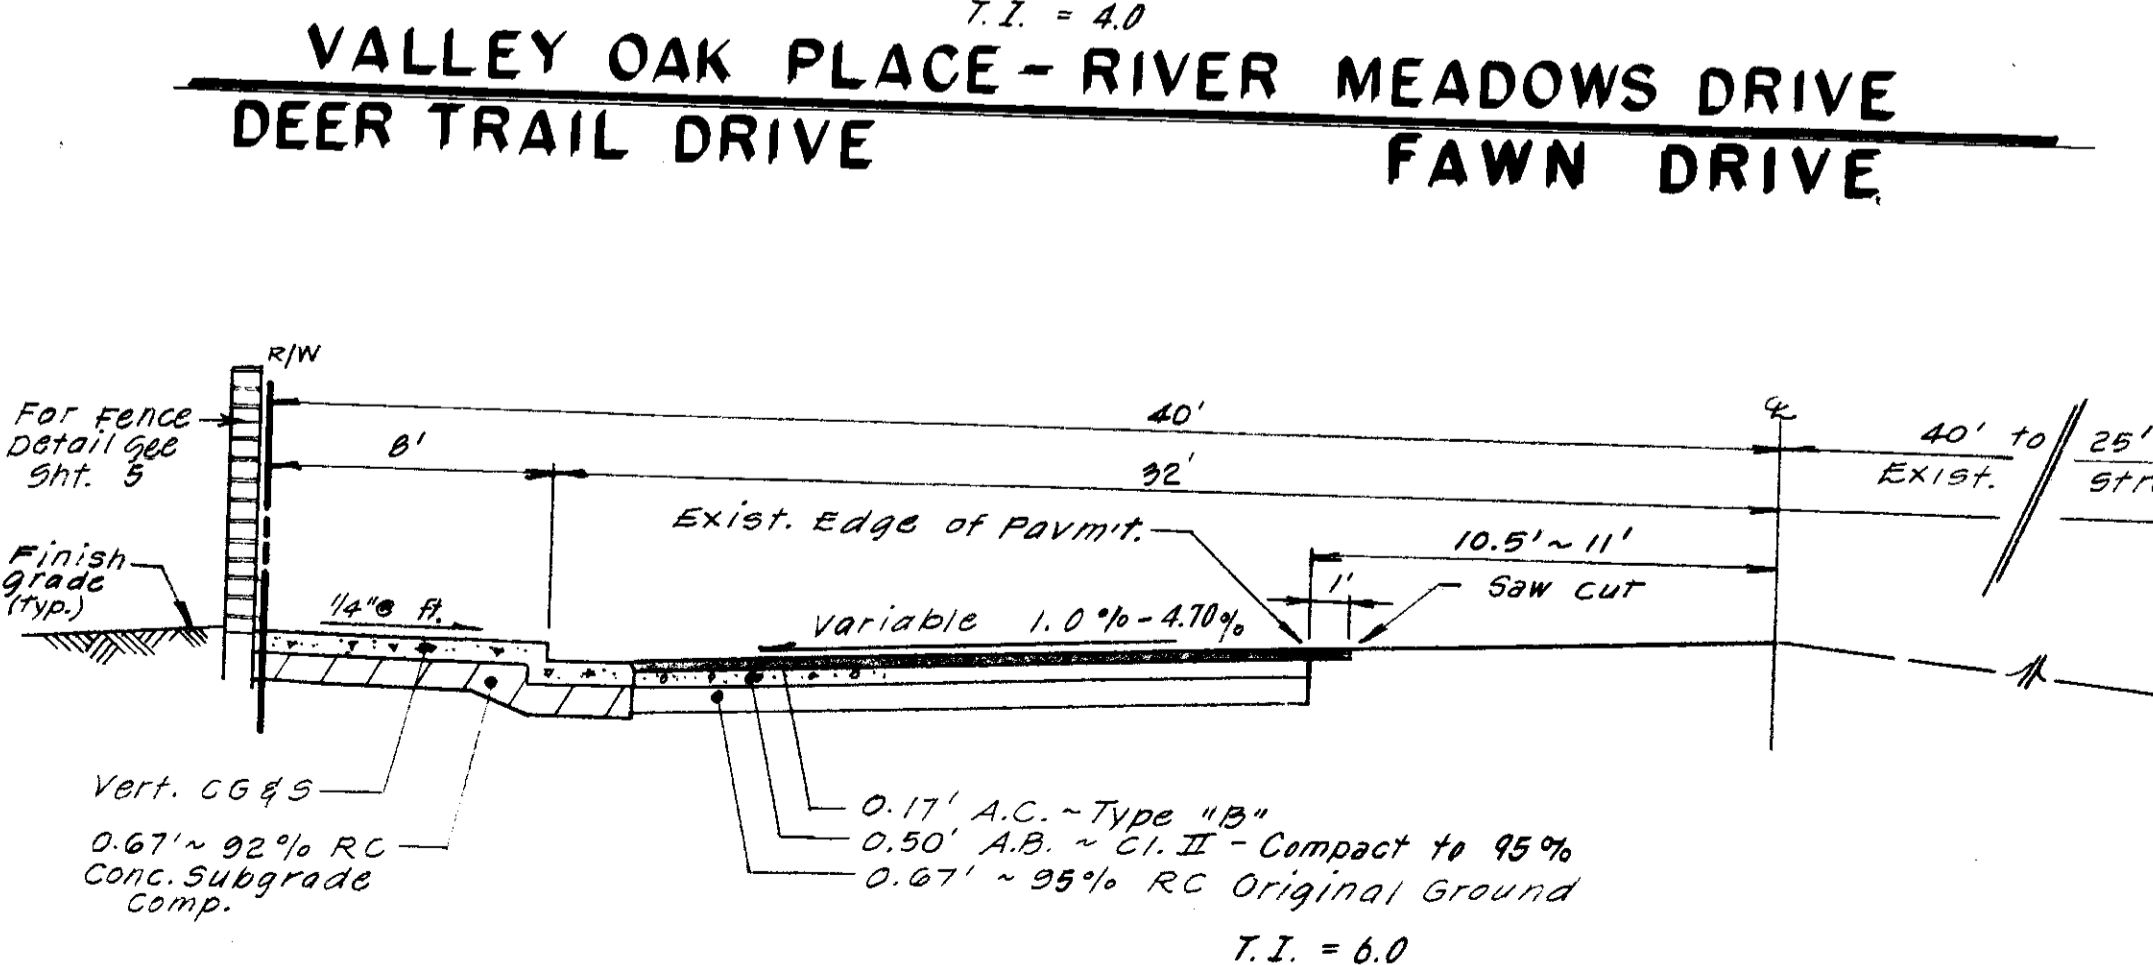 T.I. = 4.0
VALLEY OAK PLACE - RIVER MEADOWS DRIVE
DEER TRAIL DRIVE
FAWN DRIVE
R/W
For Fence
Detail See
Sht. 5
40'
℄
40' to
Exist.
25'
8'
32'
Exist. Edge of Pavm't.
10.5' ~ 11'
1'
Saw cut
Finish
grade
(typ.)
1/4" @ ft.
variable 1.0% - 4.70%
Vert. CG & S
0.67' ~ 92% RC
Conc. Subgrade
Comp.
0.17' A.C. ~ Type "B"
0.50' A.B. ~ Cl. II - Compact to 95%
0.67' ~ 95% RC Original Ground
T.I. = 6.0